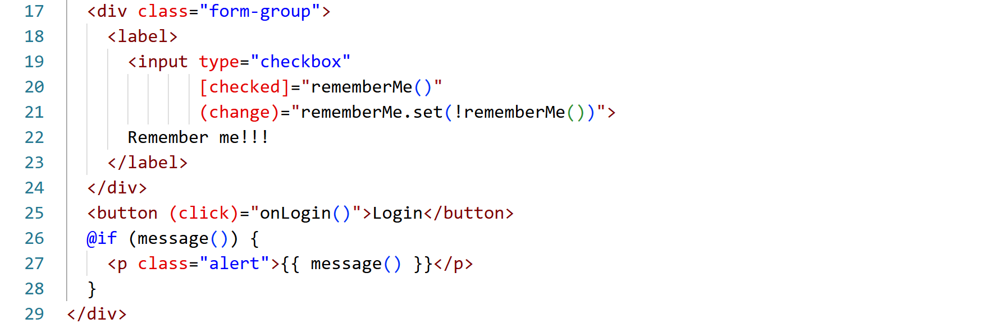 17 <div class="form-group">
18 <label>
19 <input type="checkbox"
20 [checked]="rememberMe()"
21 (change)="rememberMe.set(!rememberMe())">
22 Remember me!!!
23 </label>
24 </div>
25 <button (click)="onLogin()">Login</button>
26 @if (message()) {
27 <p class="alert">{{ message() }}</p>
28 }
29 </div>